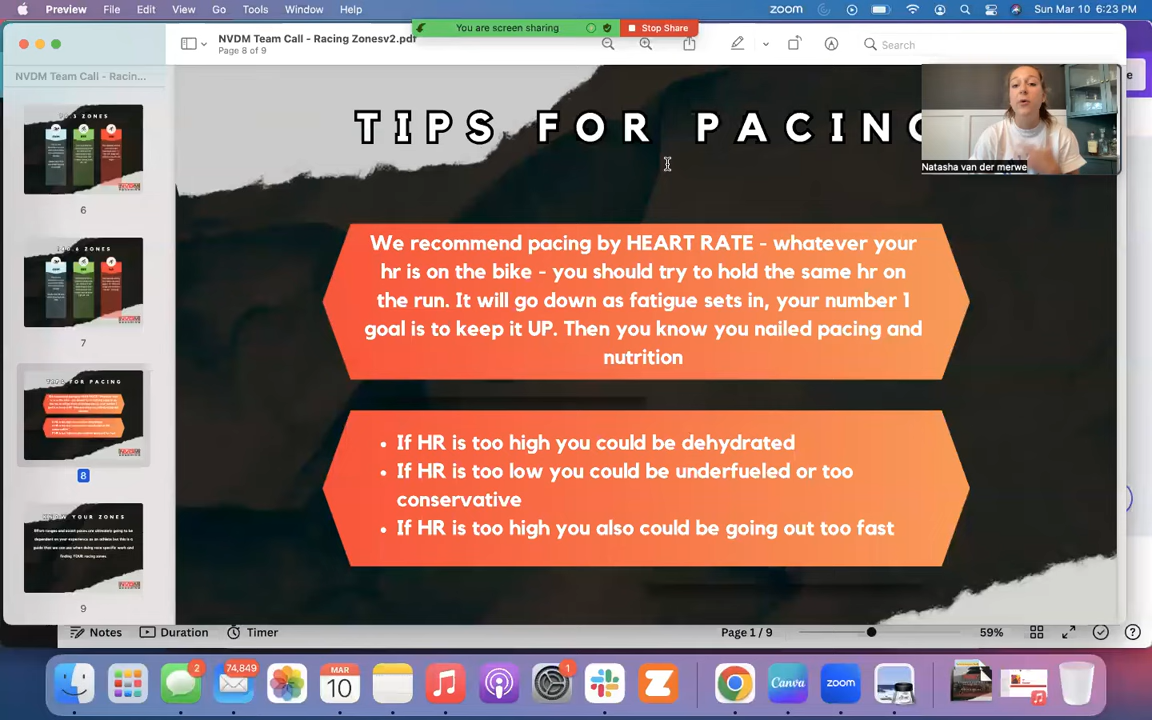 Preview File Edit View Go Tools Window Help zoom Sun Mar 10 6:23 PM
You are screen sharing Stop Share
NVDM Team Call - Racing Zonesv2.pdf
Page 8 of 9
Search
NVDM Team Call - Racin...
TIPS FOR PACING
Natasha van der merwe
We recommend pacing by HEART RATE - whatever your
hr is on the bike - you should try to hold the same hr on
the run. It will go down as fatigue sets in, your number 1
goal is to keep it UP. Then you know you nailed pacing and
nutrition
• If HR is too high you could be dehydrated
• If HR is too low you could be underfueled or too
conservative
• If HR is too high you also could be going out too fast
6
7
TIPS FOR PACING
8
KNOW YOUR ZONES
9
Notes Duration Timer Page 1 / 9 59%
2
74,849
MAR
10
1
Canva
zoom